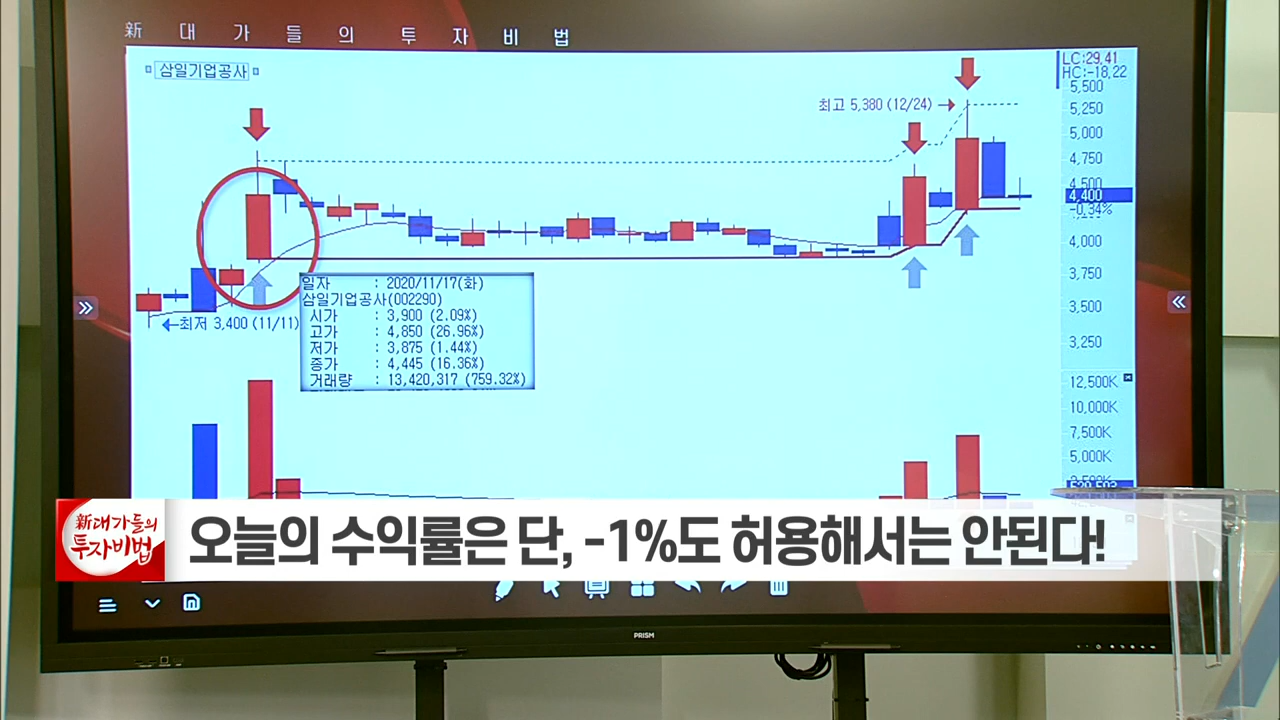 新 대 가 들 의 투 자 비 법
삼일기업공사
LC:29.41
HC:-18.22
5,500
최고 5,380 (12/24)
5,250
5,000
4,750
4,500
4,400
-0.34%
4,000
3,750
3,500
3,250
최저 3,400 (11/11)
일자 : 2020/11/17(화)
삼일기업공사(002290)
시가 : 3,900 (2.09%)
고가 : 4,850 (26.96%)
저가 : 3,875 (1.44%)
종가 : 4,445 (16.36%)
거래량 : 13,420,317 (759.32%)
12,500K
10,000K
7,500K
5,000K
新대가들의
투자비법
오늘의 수익률은 단, -1%도 허용해서는 안된다!
PRISM